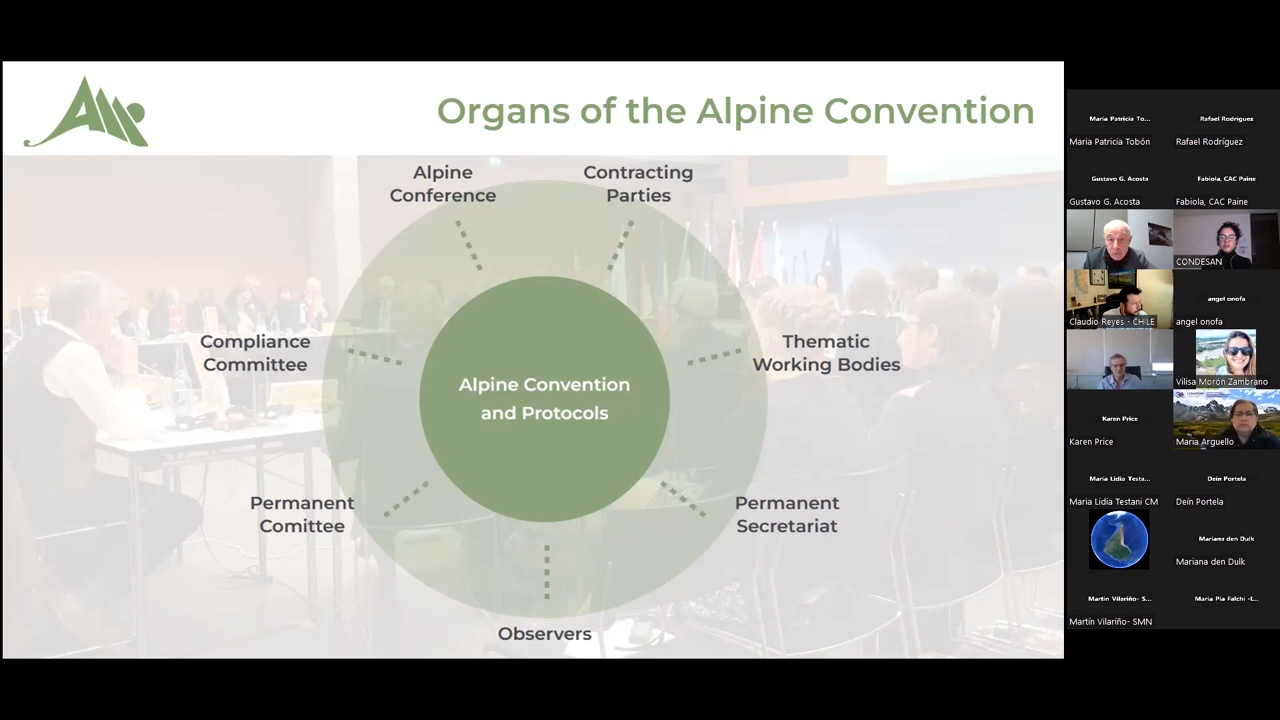 Organs of the Alpine Convention
Alpine
Conference
Contracting
Parties
Compliance
Committee
Thematic
Working Bodies
Alpine Convention
and Protocols
Permanent
Comittee
Permanent
Secretariat
Observers
Maria Patricia To...
Maria Patricia Tobón
Rafael Rodríguez
Rafael Rodríguez
Gustavo G. Acosta
Gustavo G. Acosta
Fabiola, CAC Paine
Fabiola, CAC Paine
CONDESAN
Claudio Reyes - CHILE
angel onofa
angel onofa
Vilisa Morón Zambrano
Karen Price
Karen Price
Maria Arguello
Maria Lidia Testa...
Maria Lidia Testani CM
Deín Portela
Deín Portela
Mariana den Dulk
Mariana den Dulk
Martín Vilariño- S...
Martín Vilariño- SMN
Maria Pia Falchi -I...